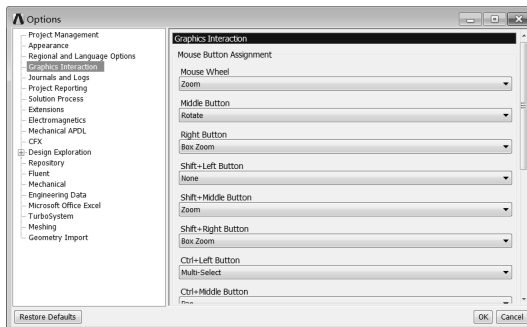 Options
Project Management
Appearance
Regional and Language Options
Graphics Interaction
Journals and Logs
Project Reporting
Solution Process
Extensions
Electromagnetics
Mechanical APDL
CFX
Design Exploration
Repository
Fluent
Mechanical
Engineering Data
Microsoft Office Excel
TurboSystem
Meshing
Geometry Import
Graphics Interaction
Mouse Button Assignment
Mouse Wheel
Zoom
Middle Button
Rotate
Right Button
Box Zoom
Shift+Left Button
None
Shift+Middle Button
Zoom
Shift+Right Button
Box Zoom
Ctrl+Left Button
Multi-Select
Ctrl+Middle Button
Restore Defaults
OK
Cancel